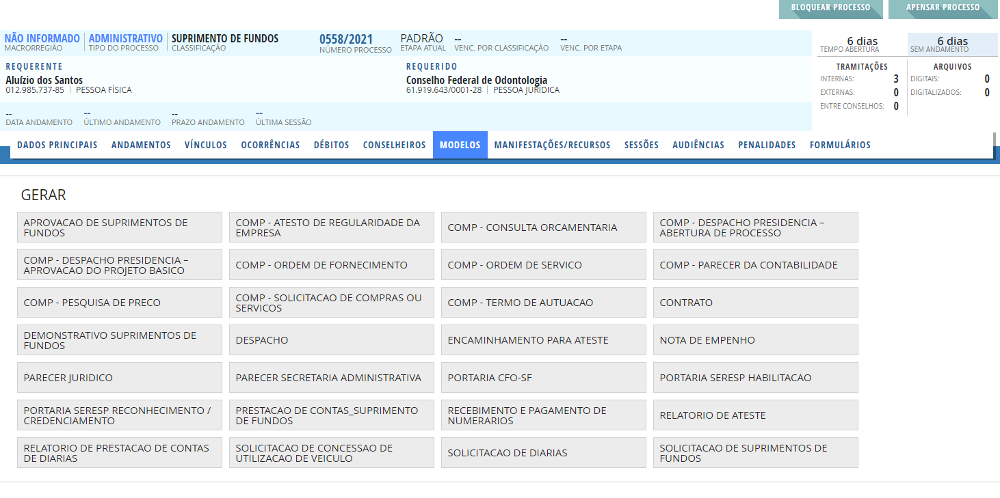 BLOQUEAR PROCESSO APENSAR PROCESSO
NÃO INFORMADO ADMINISTRATIVO SUPRIMENTO DE FUNDOS 0558/2021 PADRÃO -- --
MACRORREGIÃO TIPO DO PROCESSO CLASSIFICAÇÃO NÚMERO PROCESSO ETAPA ATUAL VENC. POR CLASSIFICAÇÃO VENC. POR ETAPA
6 dias 6 dias
TEMPO ABERTURA SEM ANDAMENTO
REQUERENTE REQUERIDO
Aluízio dos Santos Conselho Federal de Odontologia
012.985.737-85 PESSOA FÍSICA 61.919.643/0001-28 PESSOA JURÍDICA
TRAMITAÇÕES ARQUIVOS
INTERNAS: 3 DIGITAIS: 0
EXTERNAS: 0 DIGITALIZADOS: 0
ENTRE CONSELHOS: 0
-- -- -- --
DATA ANDAMENTO ÚLTIMO ANDAMENTO PRAZO ANDAMENTO ÚLTIMA SESSÃO
DADOS PRINCIPAIS ANDAMENTOS VÍNCULOS OCORRÊNCIAS DÉBITOS CONSELHEIROS MODELOS MANIFESTAÇÕES/RECURSOS SESSÕES AUDIÊNCIAS PENALIDADES FORMULÁRIOS
GERAR
APROVACAO DE SUPRIMENTOS DE
FUNDOS
COMP - ATESTO DE REGULARIDADE DA
EMPRESA
COMP - CONSULTA ORCAMENTARIA
COMP - DESPACHO PRESIDENCIA –
ABERTURA DE PROCESSO
COMP - DESPACHO PRESIDENCIA –
APROVACAO DO PROJETO BASICO
COMP - ORDEM DE FORNECIMENTO
COMP - ORDEM DE SERVICO
COMP - PARECER DA CONTABILIDADE
COMP - PESQUISA DE PRECO
COMP - SOLICITACAO DE COMPRAS OU
SERVICOS
COMP - TERMO DE AUTUACAO
CONTRATO
DEMONSTRATIVO SUPRIMENTOS DE
FUNDOS
DESPACHO
ENCAMINHAMENTO PARA ATESTE
NOTA DE EMPENHO
PARECER JURIDICO
PARECER SECRETARIA ADMINISTRATIVA
PORTARIA CFO-SF
PORTARIA SERESP HABILITACAO
PORTARIA SERESP RECONHECIMENTO /
CREDENCIAMENTO
PRESTACAO DE CONTAS_SUPRIMENTO
DE FUNDOS
RECEBIMENTO E PAGAMENTO DE
NUMERARIOS
RELATORIO DE ATESTE
RELATORIO DE PRESTACAO DE CONTAS
DE DIARIAS
SOLICITACAO DE CONCESSAO DE
UTILIZACAO DE VEICULO
SOLICITACAO DE DIARIAS
SOLICITACAO DE SUPRIMENTOS DE
FUNDOS